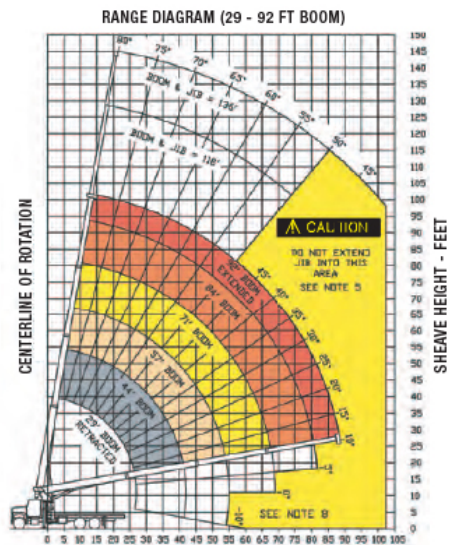 RANGE DIAGRAM (29 - 92 FT BOOM)
80°
75°
70°
65°
60°
55°
50°
45°
BOOM & JIB = 136'
BOOM & JIB = 118'
CAUTION
DO NOT EXTEND
JIB INTO THIS
AREA
SEE NOTE 5
BOOM
EXTENDED
84' BOOM
71' BOOM
57' BOOM
44' BOOM
29' BOOM
RETRACTED
45°
40°
35°
30°
25°
20°
15°
10°
SEE NOTE 8
CENTERLINE OF ROTATION
SHEAVE HEIGHT - FEET
150
145
140
135
130
125
120
115
110
105
100
95
90
85
80
75
70
65
60
55
50
45
40
35
30
25
20
15
10
5
0
0 5 10 15 20 25 30 35 40 45 50 55 60 65 70 75 80 85 90 95 100 105